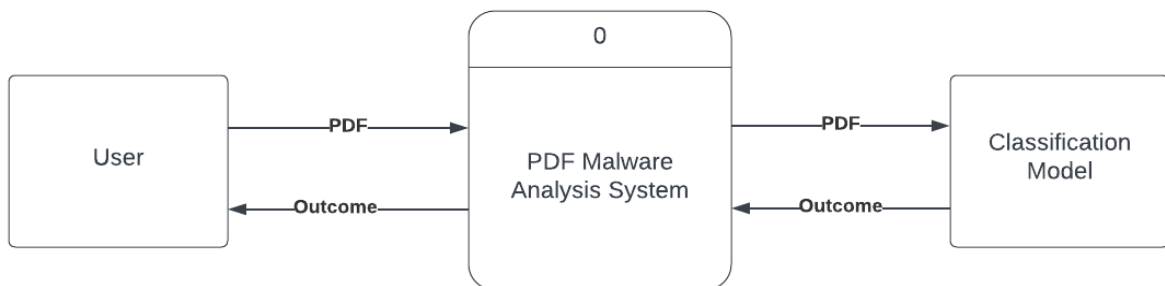 0
User
PDF
PDF Malware
Analysis System
Outcome
PDF
Classification
Model
Outcome